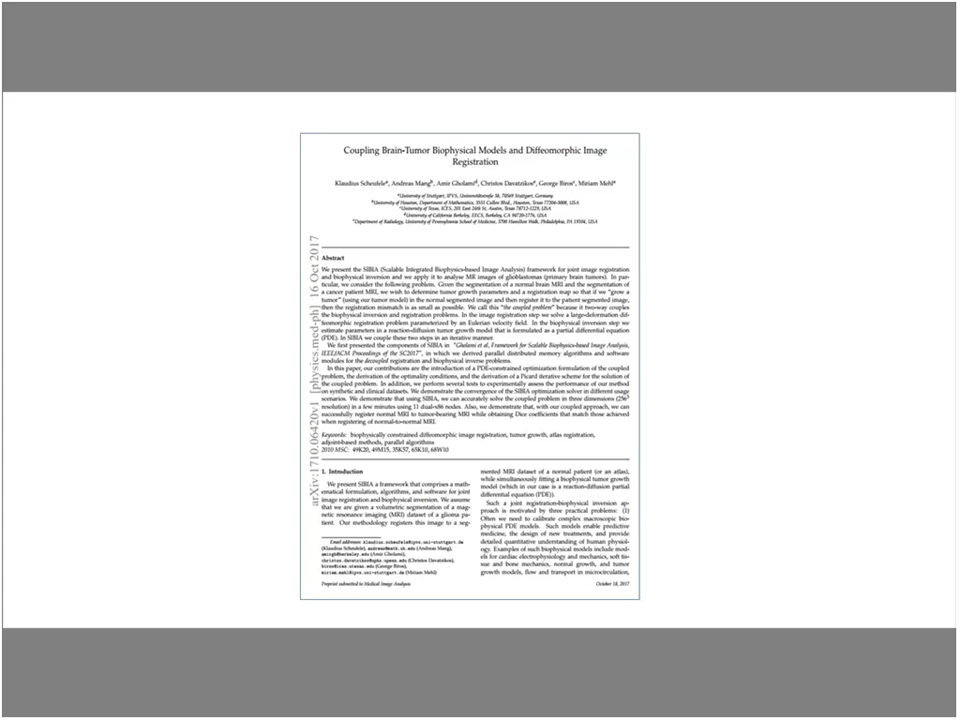 Coupling Brain-Tumor Biophysical Models and Diffeomorphic Image
Registration
Klaudius Scheufeleᵃ, Andreas Mangᵇ, Amir Gholamiᵈ, Christos Davatzikosᵉ, George Birosᶜ, Miriam Mehlᵃ
ᵃUniversity of Stuttgart, IPVS, Universitätstraße 38, 70569 Stuttgart, Germany
ᵇUniversity of Houston, Department of Mathematics, 3551 Cullen Blvd., Houston, Texas 77204-3008, USA
ᶜUniversity of Texas, ICES, 201 East 24th St, Austin, Texas 78712-1229, USA
ᵈUniversity of California Berkeley, EECS, Berkeley, CA 94720-1776, USA
ᵉDepartment of Radiology, University of Pennsylvania School of Medicine, 3700 Hamilton Walk, Philadelphia, PA 19104, USA
arXiv:1710.06420v1 [physics.med-ph] 16 Oct 2017
Abstract
We present the SIBIA (Scalable Integrated Biophysics-based Image Analysis) framework for joint image registration
and biophysical inversion and we apply it to analyse MR images of glioblastomas (primary brain tumors). In par-
ticular, we consider the following problem. Given the segmentation of a normal brain MRI and the segmentation of
a cancer patient MRI, we wish to determine tumor growth parameters and a registration map so that if we "grow a
tumor" (using our tumor model) in the normal segmented image and then register it to the patient segmented image,
then the registration mismatch is as small as possible. We call this "the coupled problem" because it two-way couples
the biophysical inversion and registration problems. In the image registration step we solve a large-deformation dif-
feomorphic registration problem parametrized by an Eulerian velocity field. In the biophysical inversion step we
estimate parameters in a reaction-diffusion tumor growth model that is formulated as a partial differential equation
(PDE). In SIBIA we couple these two steps in an iterative manner.
We first presented the components of SIBIA in "Gholami et al, Framework for Scalable Biophysics-based Image Analysis,
IEEE/ACM Proceedings of the SC2017", in which we derived parallel distributed memory algorithms and software
modules for the decoupled registration and biophysical inverse problems.
In this paper, our contributions are the introduction of a PDE-constrained optimization formulation of the coupled
problem, the derivation of the optimality conditions, and the derivation of a Picard iterative scheme for the solution of
the coupled problem. In addition, we perform several tests to experimentally assess the performance of our method
on synthetic and clinical datasets. We demonstrate the convergence of the SIBIA optimization solver in different usage
scenarios. We demonstrate that using SIBIA, we can accurately solve the coupled problem in three dimensions (256³
resolution) in a few minutes using 11 dual-x86 nodes. Also, we demonstrate that, with our coupled approach, we can
successfully register normal MRI to tumor-bearing MRI while obtaining Dice coefficients that match those achieved
when registering of normal-to-normal MRI.
Keywords: biophysically constrained diffeomorphic image registration, tumor growth, atlas registration,
adjoint-based methods, parallel algorithms
2010 MSC: 49K20, 49M15, 35K57, 65K10, 68W10
1. Introduction
We present SIBIA a framework that comprises a math-
ematical formulation, algorithms, and software for joint
image registration and biophysical inversion. We assume
that we are given a volumetric segmentation of a mag-
netic resonance imaging (MRI) dataset of a glioma pa-
tient. Our methodology registers this image to a seg-
Email addresses: klaudius.scheufele@ipvs.uni-stuttgart.de
(Klaudius Scheufele), andreas@math.uh.edu (Andreas Mang),
amirgh@berkeley.edu (Amir Gholami),
christos.davatzikos@uphs.upenn.edu (Christos Davatzikos),
biros@ices.utexas.edu (George Biros),
miriam.mehl@ipvs.uni-stuttgart.de (Miriam Mehl)
mented MRI dataset of a normal patient (or an atlas),
while simultaneously fitting a biophysical tumor growth
model (which in our case is a reaction-diffusion partial
differential equation (PDE)).
Such a joint registration-biophysical inversion ap-
proach is motivated by three practical problems: (1)
Often we need to calibrate complex macroscopic bio-
physical PDE models. Such models enable predictive
medicine, the design of new treatments, and provide
detailed quantitative understanding of human physiol-
ogy. Examples of such biophysical models include mod-
els for cardiac electrophysiology and mechanics, soft tis-
sue and bone mechanics, normal growth, and tumor
growth models, flow and transport in microcirculation,
Preprint submitted to Medical Image Analysis
October 18, 2017